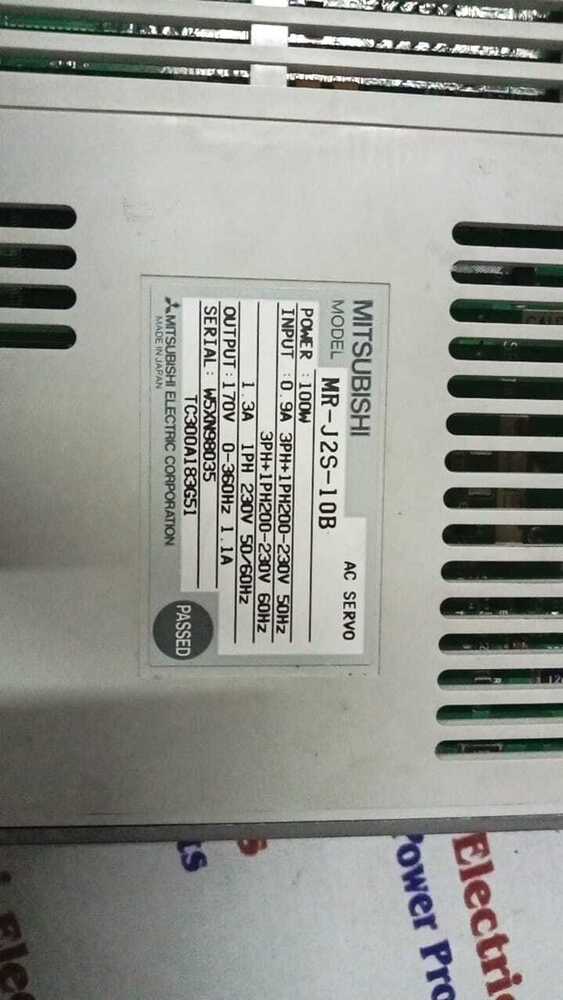 MITSUBISHI
AC SERVO
MODEL MR-J2S-10B
POWER : 100W
INPUT : 0.9A 3PH+1PH200-230V 50Hz
3PH+1PH200-230V 60Hz
1.3A 1PH 230V 50/60Hz
OUTPUT : 170V 0-360Hz 1.1A
SERIAL : W5XN98035
TC300A183G51
MITSUBISHI ELECTRIC CORPORATION
MADE IN JAPAN
PASSED
Electric
Power Pro